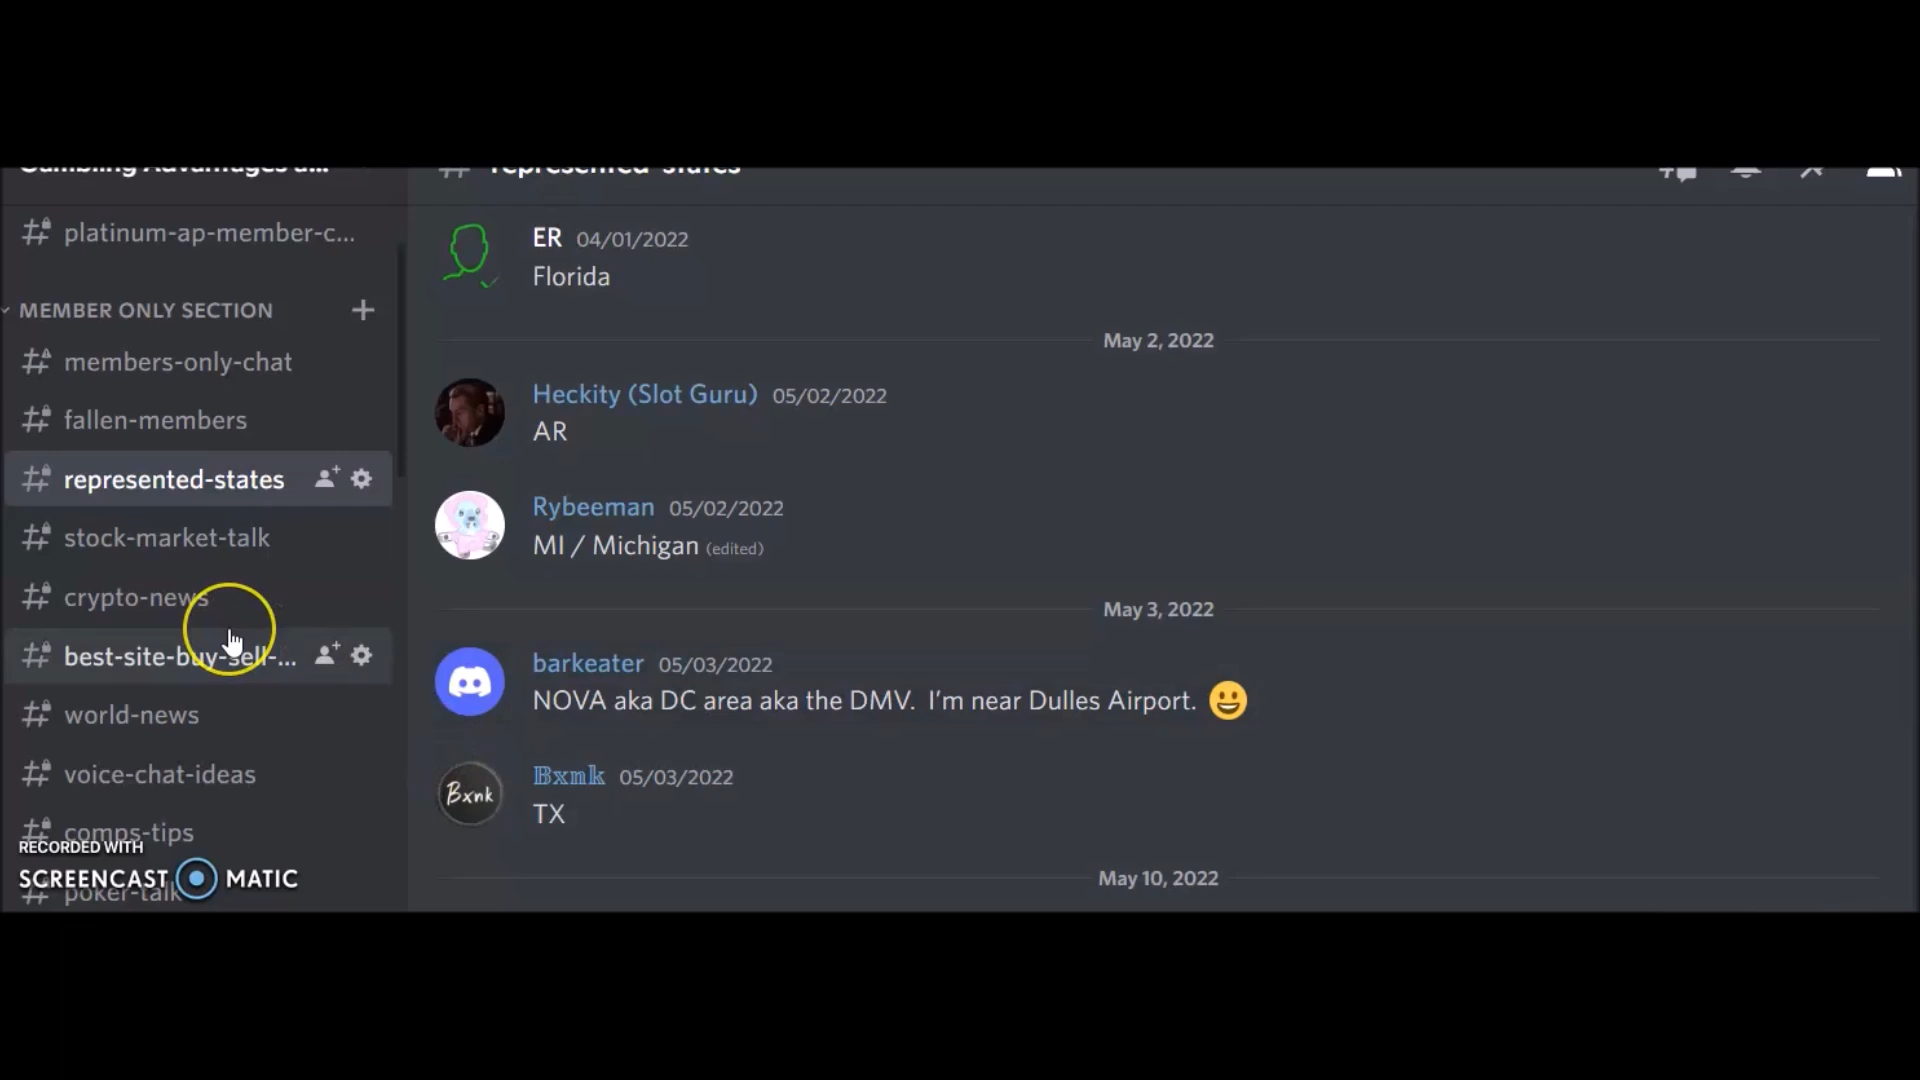 Gambling Advantages a...
represented-states
platinum-ap-member-c...
MEMBER ONLY SECTION
members-only-chat
fallen-members
represented-states
stock-market-talk
crypto-news
best-site-buy-sell-...
world-news
voice-chat-ideas
comps-tips
poker-talk
RECORDED WITH
SCREENCAST MATIC
ER 04/01/2022
Florida
May 2, 2022
Heckity (Slot Guru) 05/02/2022
AR
Rybeeman 05/02/2022
MI / Michigan (edited)
May 3, 2022
barkeater 05/03/2022
NOVA aka DC area aka the DMV. I'm near Dulles Airport. 😀
Bxnk
𝔹𝕩𝕞𝕜 05/03/2022
TX
May 10, 2022